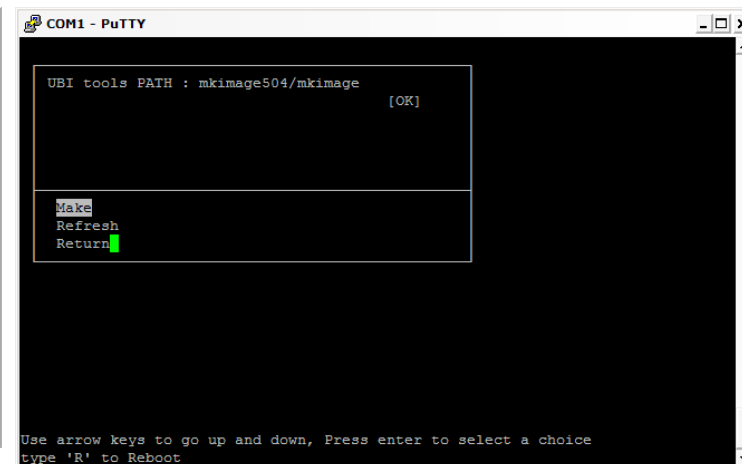 COM1 - PuTTY
UBI tools PATH : mkimage504/mkimage
[OK]
Make
Refresh
Return
Use arrow keys to go up and down, Press enter to select a choice
type 'R' to Reboot